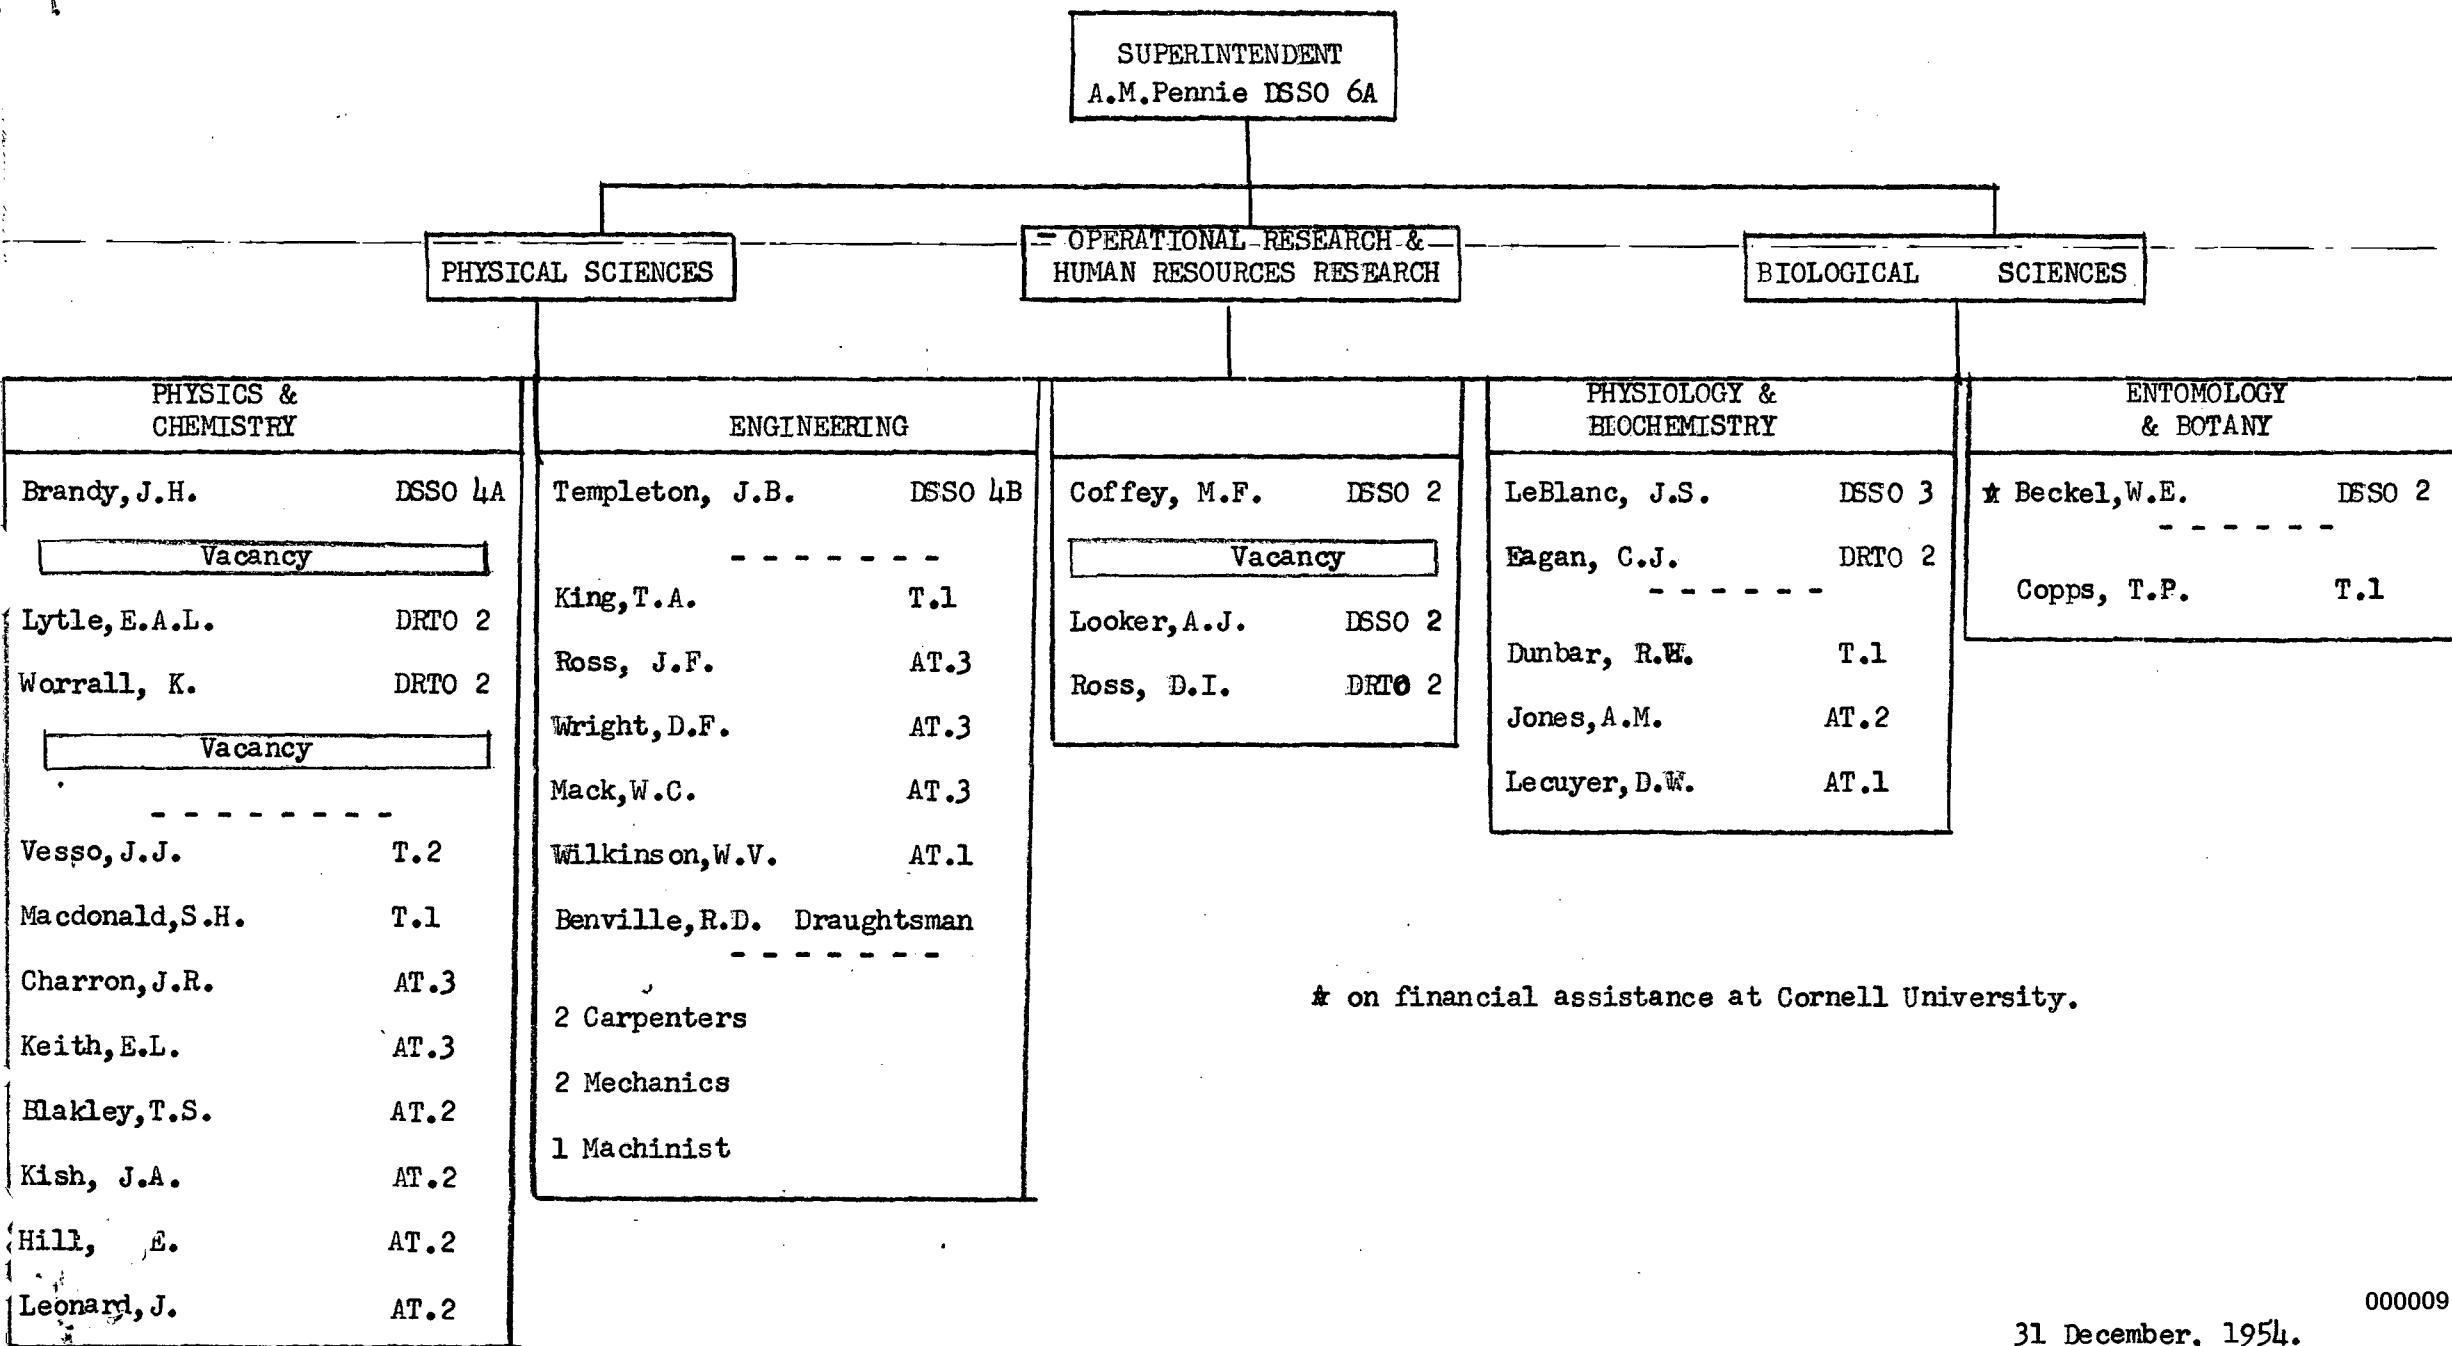 SUPERINTENDENT
A.M.Pennie DSSO 6A
PHYSICAL SCIENCES
- OPERATIONAL RESEARCH &
HUMAN RESOURCES RESEARCH
BIOLOGICAL SCIENCES
PHYSICS &
CHEMISTRY
Brandy,J.H. DSSO 4A
Vacancy
Lytle,E.A.L. DRTO 2
Worrall, K. DRTO 2
Vacancy
- - - - - - - -
Vesso,J.J. T.2
Macdonald,S.H. T.1
Charron,J.R. AT.3
Keith,E.L. AT.3
Blakley,T.S. AT.2
Kish, J.A. AT.2
Hill, E. AT.2
Leonard,J. AT.2
ENGINEERING
Templeton, J.B. DSSO 4B
- - - - - - -
King,T.A. T.1
Ross, J.F. AT.3
Wright,D.F. AT.3
Mack,W.C. AT.3
Wilkinson,W.V. AT.1
Benville,R.D. Draughtsman
- - - - - - -
2 Carpenters
2 Mechanics
1 Machinist
Coffey, M.F. DSSO 2
Vacancy
Looker,A.J. DSSO 2
Ross, D.I. DRTO 2
PHYSIOLOGY &
BIOCHEMISTRY
LeBlanc, J.S. DSSO 3
Eagan, C.J. DRTO 2
- - - - - -
Dunbar, R.W. T.1
Jones,A.M. AT.2
Lecuyer,D.W. AT.1
ENTOMOLOGY
& BOTANY
★ Beckel,W.E. DSSO 2
- - - - - -
Copps, T.P. T.1
★ on financial assistance at Cornell University.
000009
31 December, 1954.